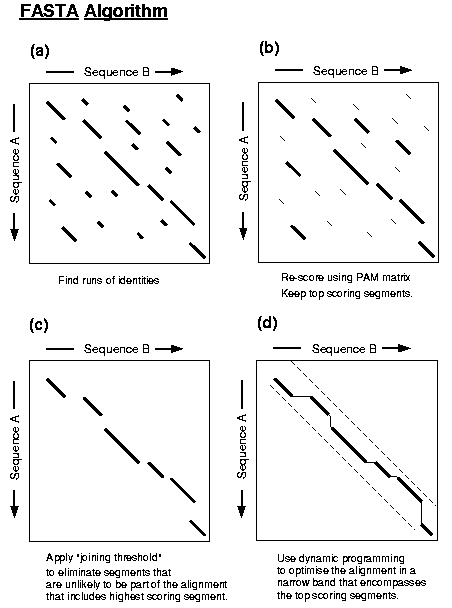 FASTA Algorithm
(a)
Sequence B
Sequence A
Find runs of identities
(b)
Sequence B
Sequence A
Re-score using PAM matrix
Keep top scoring segments.
(c)
Sequence B
Sequence A
Apply "joining threshold"
to eliminate segments that
are unlikely to be part of the alignment
that includes highest scoring segment.
(d)
Sequence B
Sequence A
Use dynamic programming
to optimise the alignment in a
narrow band that encompasses
the top scoring segments.